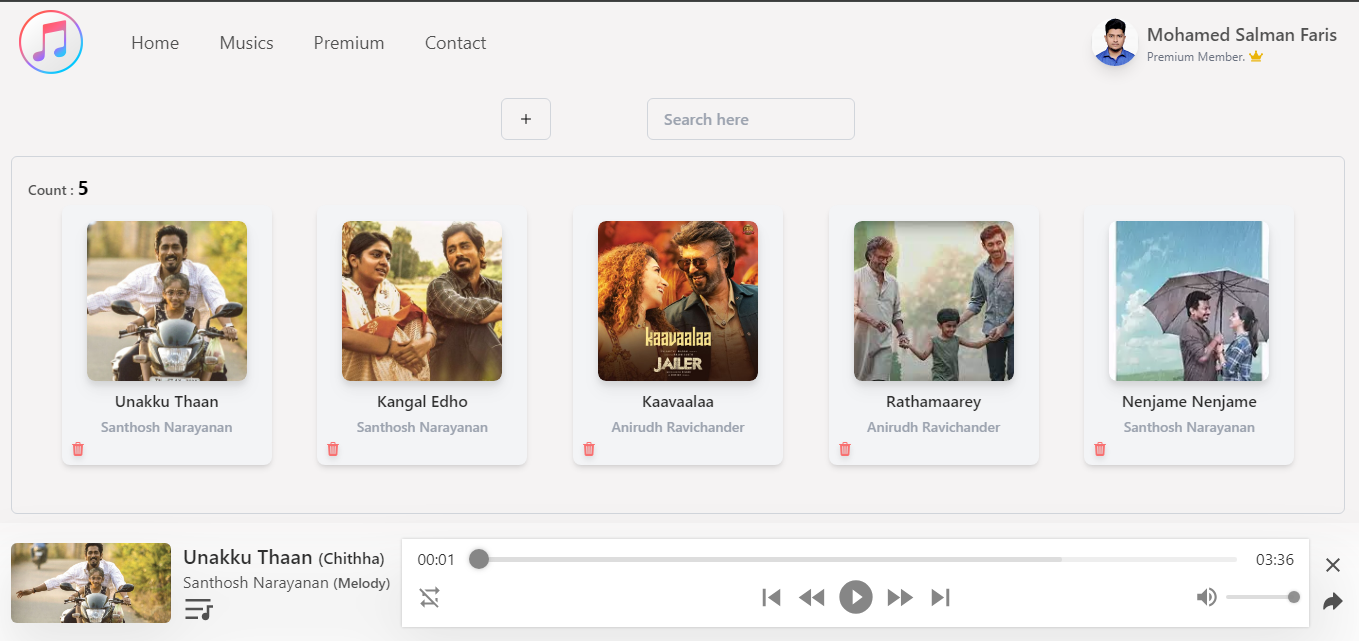 Home Musics Premium Contact
Mohamed Salman Faris
Premium Member.
+ Search here
Count : 5
kaavaalaa
JAILER
Unakku Thaan
Santhosh Narayanan
Kangal Edho
Santhosh Narayanan
Kaavaalaa
Anirudh Ravichander
Rathamaarey
Anirudh Ravichander
Nenjame Nenjame
Santhosh Narayanan
Unakku Thaan (Chithha)
Santhosh Narayanan (Melody)
00:01 03:36